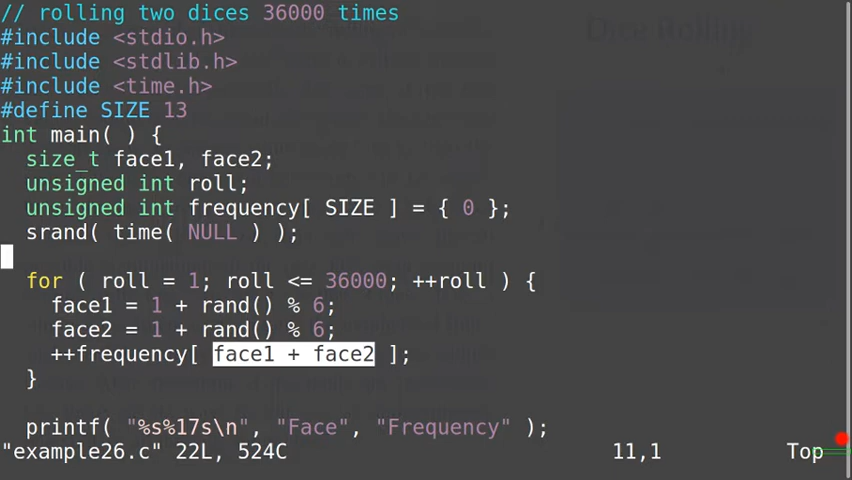 // rolling two dices 36000 times
#include <stdio.h>
#include <stdlib.h>
#include <time.h>
#define SIZE 13
int main( ) {
  size_t face1, face2;
  unsigned int roll;
  unsigned int frequency[ SIZE ] = { 0 };
  srand( time( NULL ) );
  for ( roll = 1; roll <= 36000; ++roll ) {
    face1 = 1 + rand() % 6;
    face2 = 1 + rand() % 6;
    ++frequency[ face1 + face2 ];
  }
  printf( "%s%17s\n", "Face", "Frequency" );
"example26.c" 22L, 524C 11,1 Top